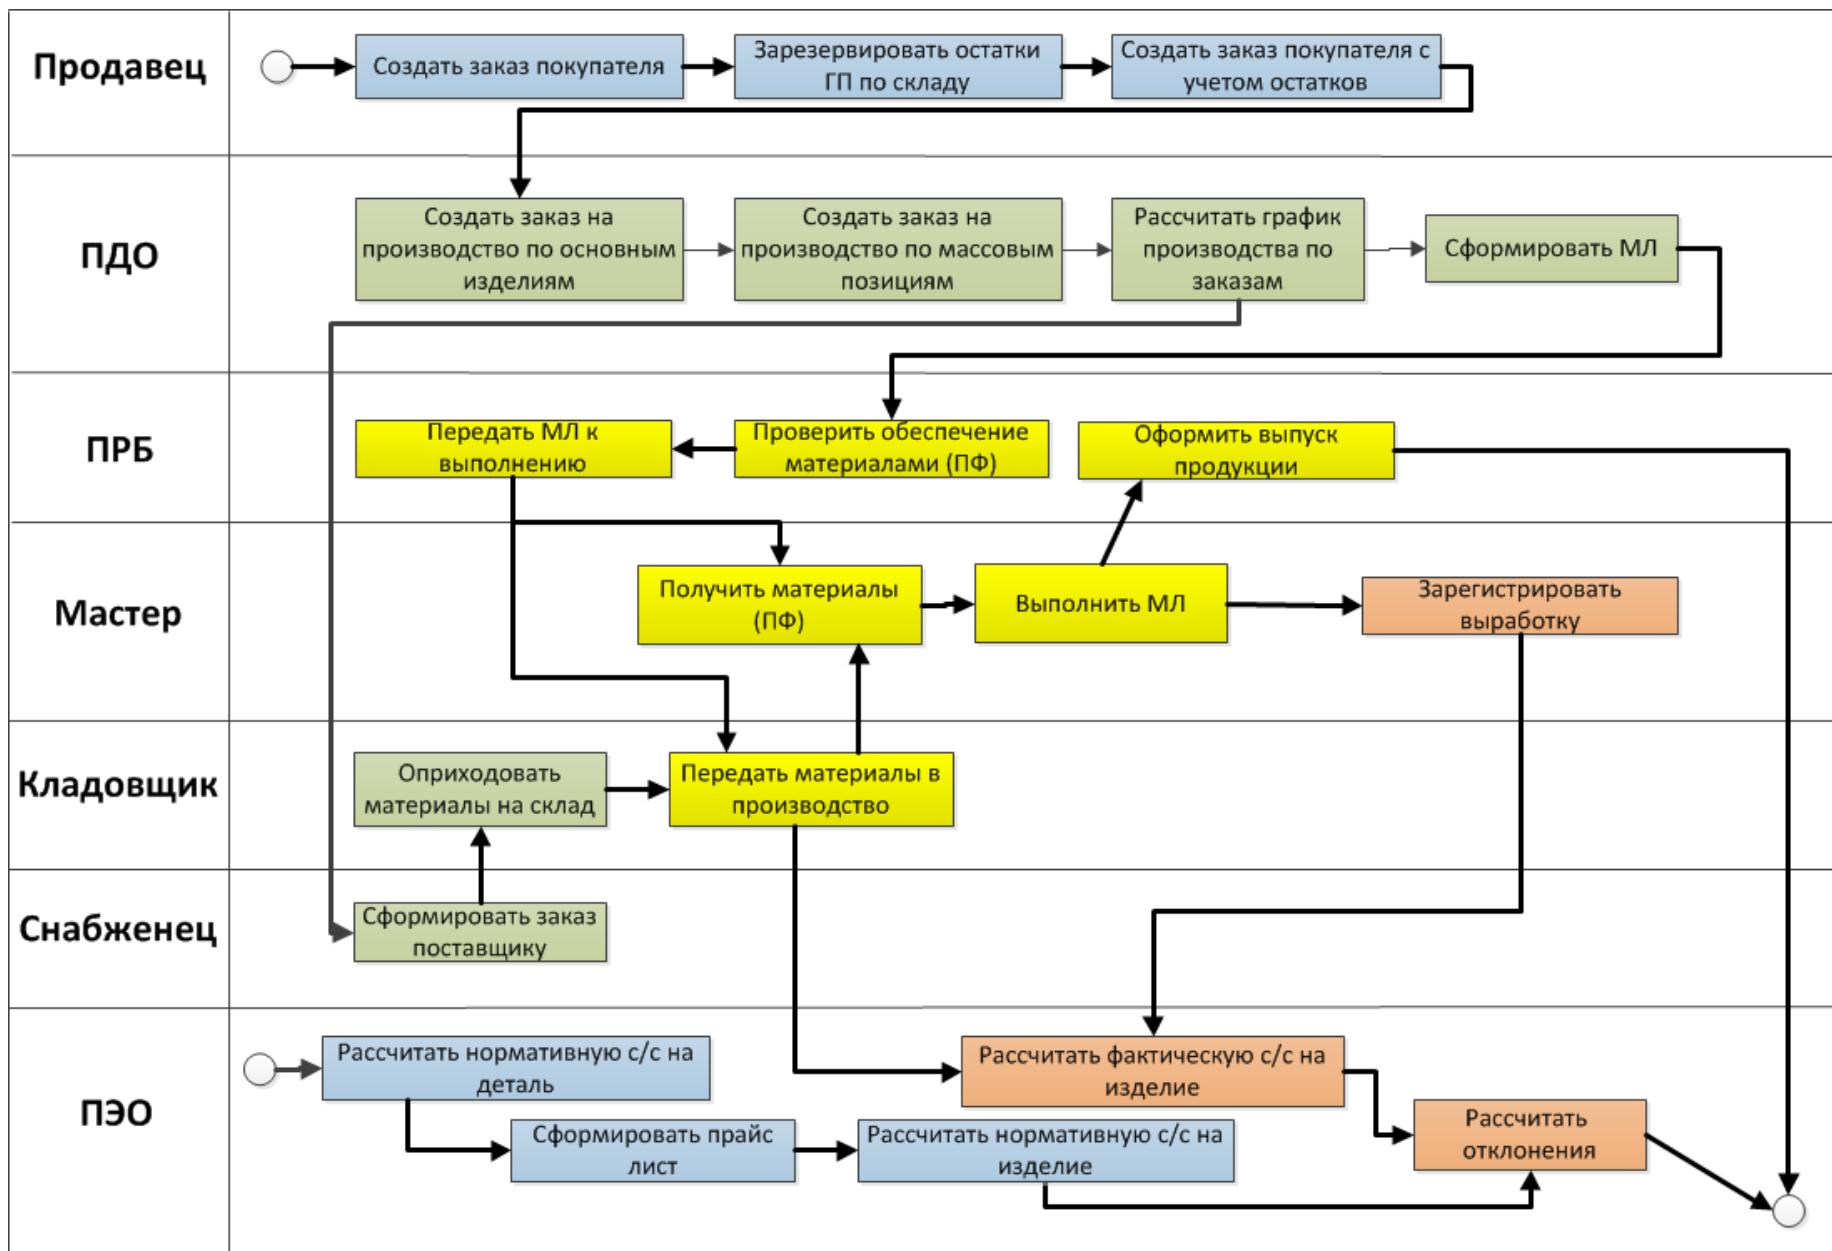 Продавец
Создать заказ покупателя
Зарезервировать остатки
ГП по складу
Создать заказ покупателя с
учетом остатков
ПДО
Создать заказ на
производство по основным
изделиям
Создать заказ на
производство по массовым
позициям
Рассчитать график
производства по
заказам
Сформировать МЛ
ПРБ
Передать МЛ к
выполнению
Проверить обеспечение
материалами (ПФ)
Оформить выпуск
продукции
Мастер
Получить материалы
(ПФ)
Выполнить МЛ
Зарегистрировать
выработку
Кладовщик
Оприходовать
материалы на склад
Передать материалы в
производство
Снабженец
Сформировать заказ
поставщику
ПЭО
Рассчитать нормативную с/с на
деталь
Сформировать прайс
лист
Рассчитать нормативную с/с на
изделие
Рассчитать фактическую с/с на
изделие
Рассчитать
отклонения